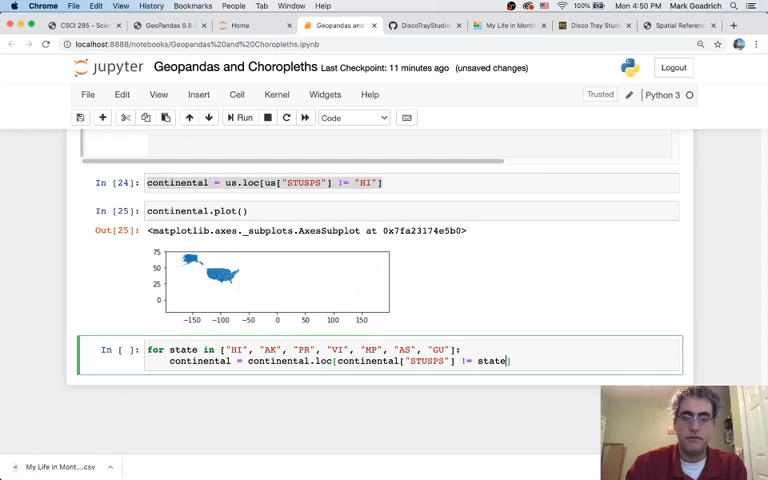 Chrome File Edit View History Bookmarks People Tab Window Help 100% Mon 4:50 PM Mark Goadrich
CSCI 285 - Scie GeoPandas 0.8. Home Geopandas and DiscoTrayStudio My Life in Month Disco Tray Stud Spatial Referenc
localhost:8888/notebooks/Geopandas%20and%20Choropleths.ipynb
jupyter Geopandas and Choropleths Last Checkpoint: 11 minutes ago (unsaved changes) Logout
File Edit View Insert Cell Kernel Widgets Help Trusted Python 3
Run Code
In [24]: continental = us.loc[us["STUSPS"] != "HI"]
In [25]: continental.plot()
Out[25]: <matplotlib.axes._subplots.AxesSubplot at 0x7fa23174e5b0>
75
50
25
0
−150 −100 −50 0 50 100 150
In [ ]: for state in ["HI", "AK", "PR", "VI", "MP", "AS", "GU"]:
continental = continental.loc[continental["STUSPS"] != state]
My Life in Mont....csv